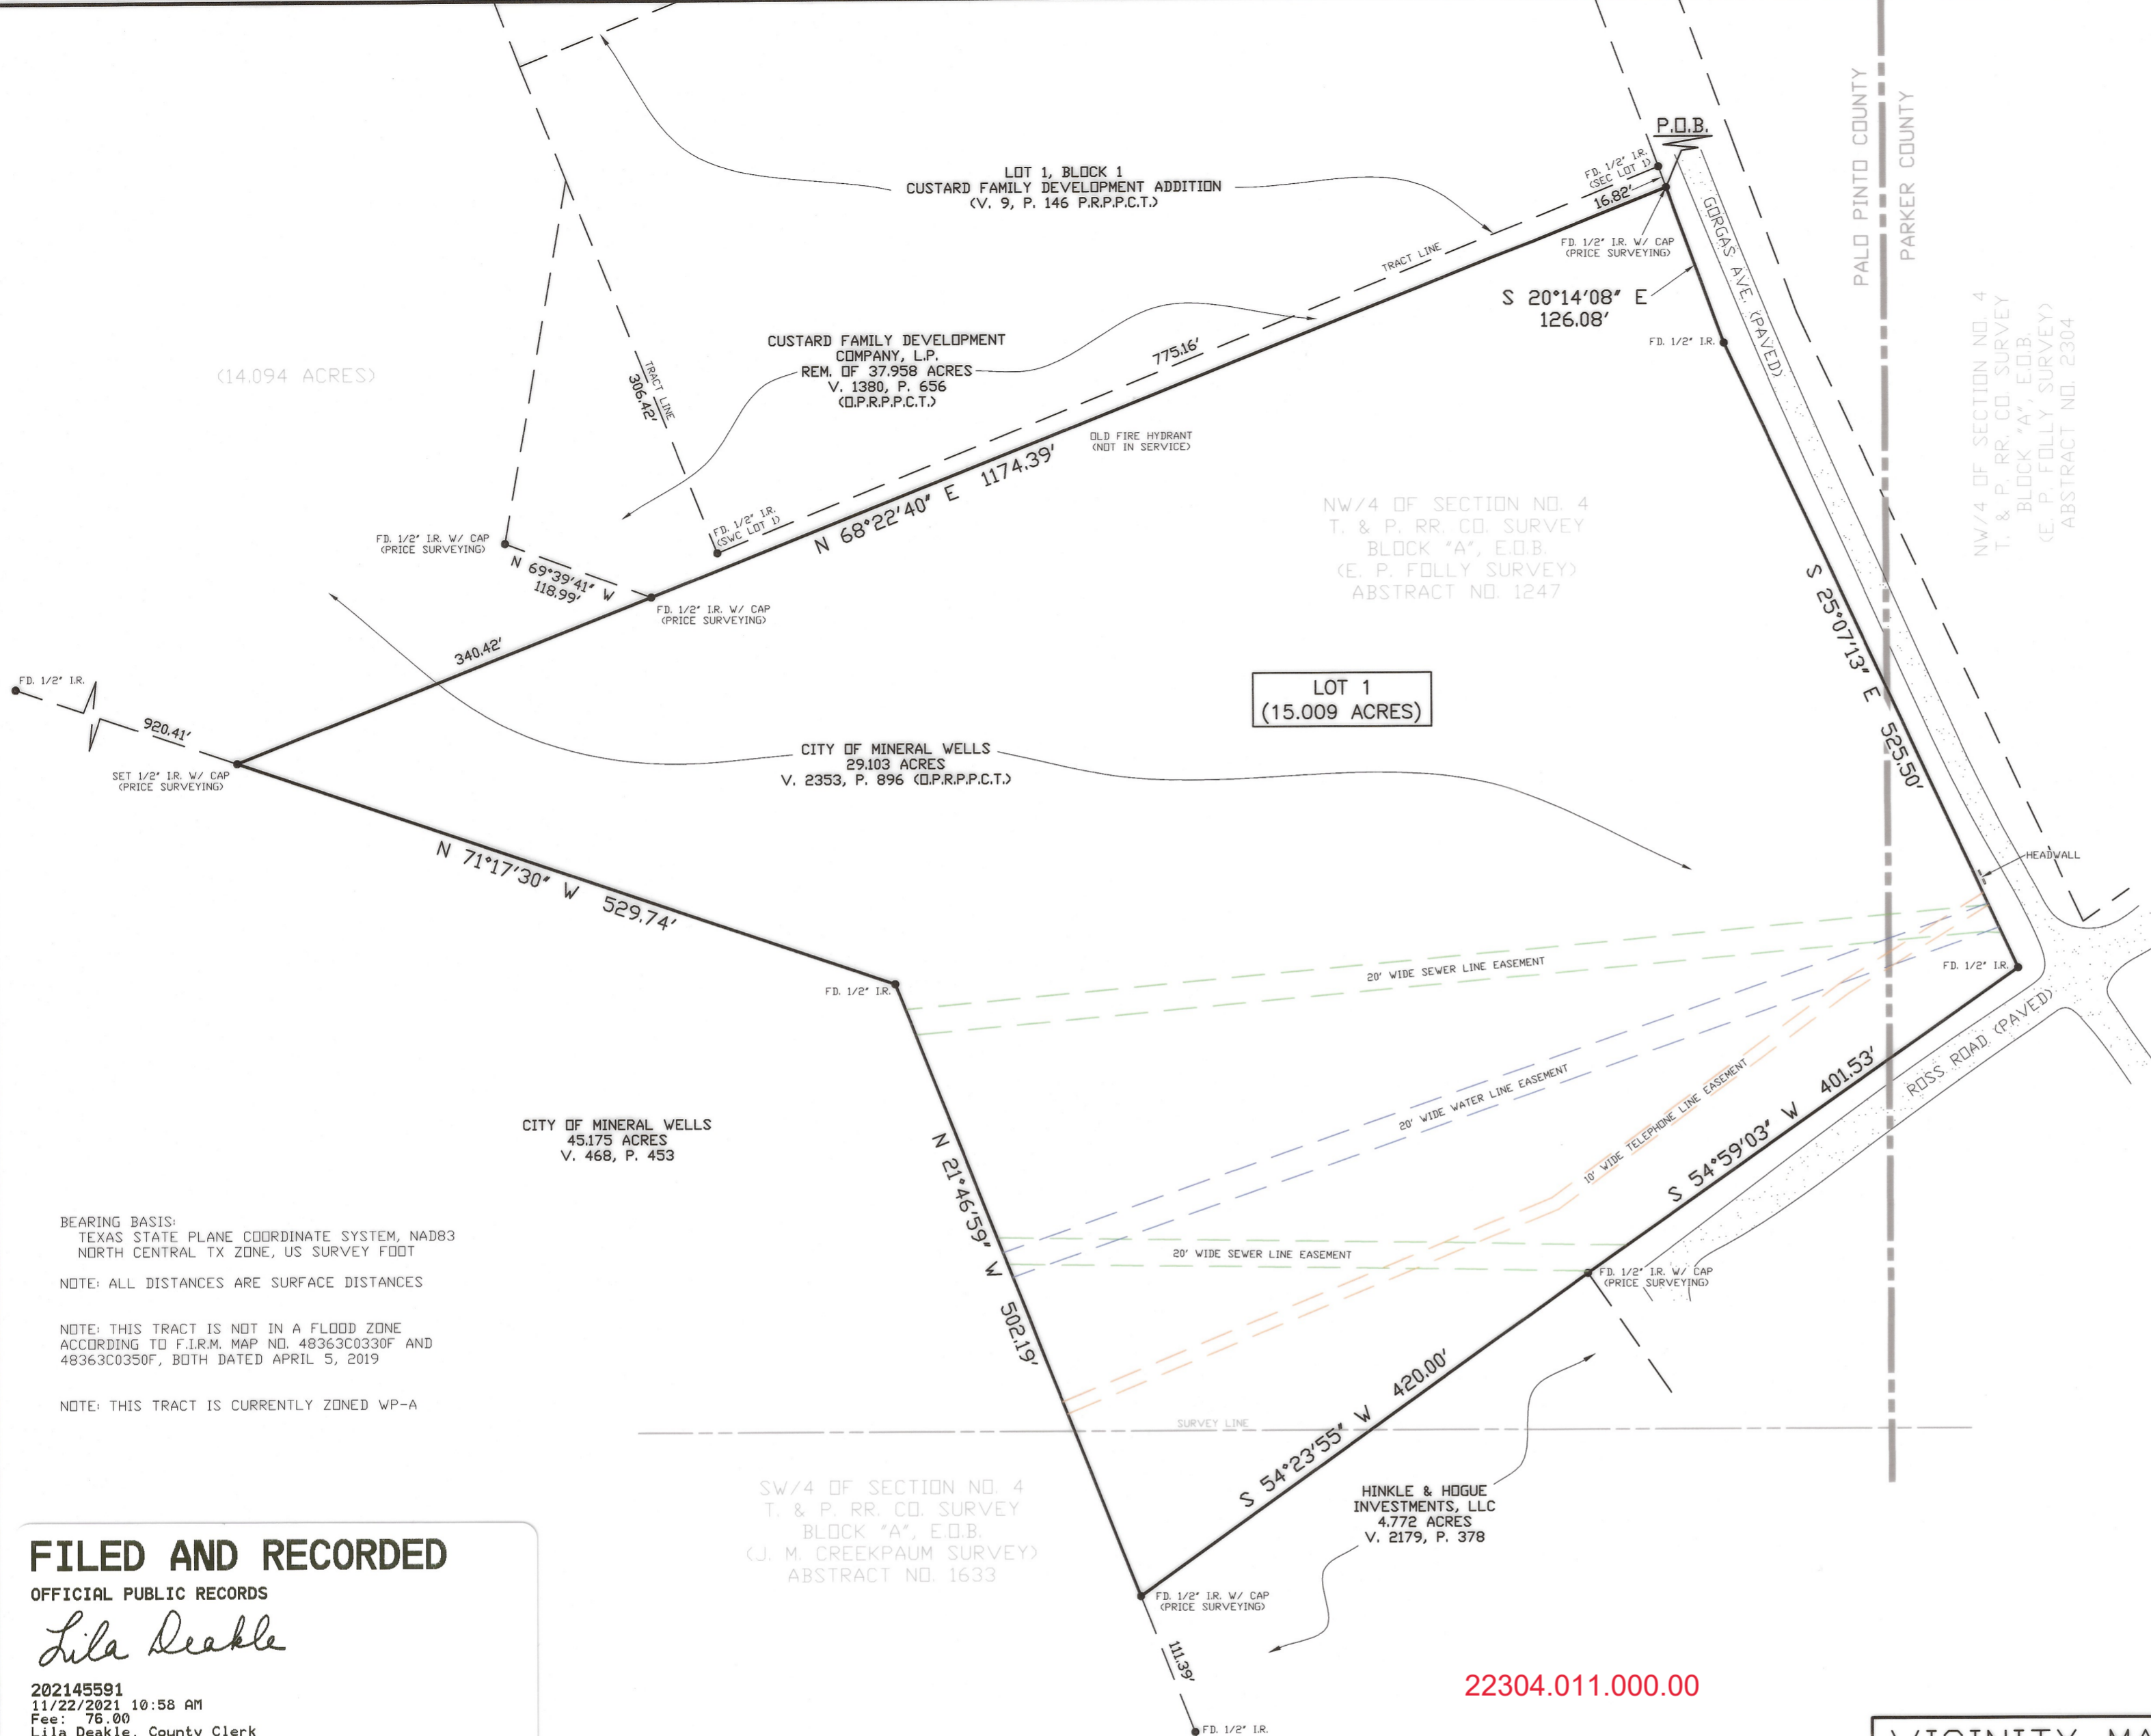 P.O.B.
PALO PINTO COUNTY
PARKER COUNTY
LOT 1, BLOCK 1
CUSTARD FAMILY DEVELOPMENT ADDITION
(V. 9, P. 146 P.R.P.P.C.T.)
FD. 1/2" I.R.
(SEC LOT 1)
16.82'
FD. 1/2" I.R. W/ CAP
(PRICE SURVEYING)
GORGAS AVE. (PAVED)
TRACT LINE
S 20°14'08" E
126.08'
FD. 1/2" I.R.
NW/4 OF SECTION NO. 4
T. & P. RR. CO. SURVEY
BLOCK "A", E.O.B.
(E. P. FOLLY SURVEY)
ABSTRACT NO. 2304
(14.094 ACRES)
TRACT LINE
306.42'
CUSTARD FAMILY DEVELOPMENT
COMPANY, L.P.
REM. OF 37.958 ACRES
V. 1380, P. 656
(O.P.R.P.P.C.T.)
775.16'
OLD FIRE HYDRANT
(NOT IN SERVICE)
N 68°22'40" E 1174.39'
FD. 1/2" I.R.
(SWC LOT 1)
NW/4 OF SECTION NO. 4
T. & P. RR. CO. SURVEY
BLOCK "A", E.O.B.
(E. P. FOLLY SURVEY)
ABSTRACT NO. 1247
FD. 1/2" I.R. W/ CAP
(PRICE SURVEYING)
N 69°39'41" W
118.99'
FD. 1/2" I.R. W/ CAP
(PRICE SURVEYING)
340.42'
S 25°07'13" E 525.50'
FD. 1/2" I.R.
920.41'
LOT 1
(15.009 ACRES)
SET 1/2" I.R. W/ CAP
(PRICE SURVEYING)
CITY OF MINERAL WELLS
29.103 ACRES
V. 2353, P. 896 (O.P.R.P.P.C.T.)
N 71°17'30" W 529.74'
HEADWALL
FD. 1/2" I.R.
20' WIDE SEWER LINE EASEMENT
FD. 1/2" I.R.
ROSS ROAD (PAVED)
20' WIDE WATER LINE EASEMENT
10' WIDE TELEPHONE LINE EASEMENT
S 54°59'03" W 401.53'
CITY OF MINERAL WELLS
45.175 ACRES
V. 468, P. 453
N 21°46'59" W 502.19'
20' WIDE SEWER LINE EASEMENT
FD. 1/2" I.R. W/ CAP
(PRICE SURVEYING)
BEARING BASIS:
TEXAS STATE PLANE COORDINATE SYSTEM, NAD83
NORTH CENTRAL TX ZONE, US SURVEY FOOT
NOTE: ALL DISTANCES ARE SURFACE DISTANCES
NOTE: THIS TRACT IS NOT IN A FLOOD ZONE
ACCORDING TO F.I.R.M. MAP NO. 48363C0330F AND
48363C0350F, BOTH DATED APRIL 5, 2019
NOTE: THIS TRACT IS CURRENTLY ZONED WP-A
SURVEY LINE
S 54°23'55" W 420.00'
SW/4 OF SECTION NO. 4
T. & P. RR. CO. SURVEY
BLOCK "A", E.O.B.
(J. M. CREEKPAUM SURVEY)
ABSTRACT NO. 1633
HINKLE & HOGUE
INVESTMENTS, LLC
4.772 ACRES
V. 2179, P. 378
FD. 1/2" I.R. W/ CAP
(PRICE SURVEYING)
111.39'
FD. 1/2" I.R.
22304.011.000.00
FILED AND RECORDED
OFFICIAL PUBLIC RECORDS
Lila Deakle
202145591
11/22/2021 10:58 AM
Fee: 76.00
Lila Deakle, County Clerk
VICINITY MA